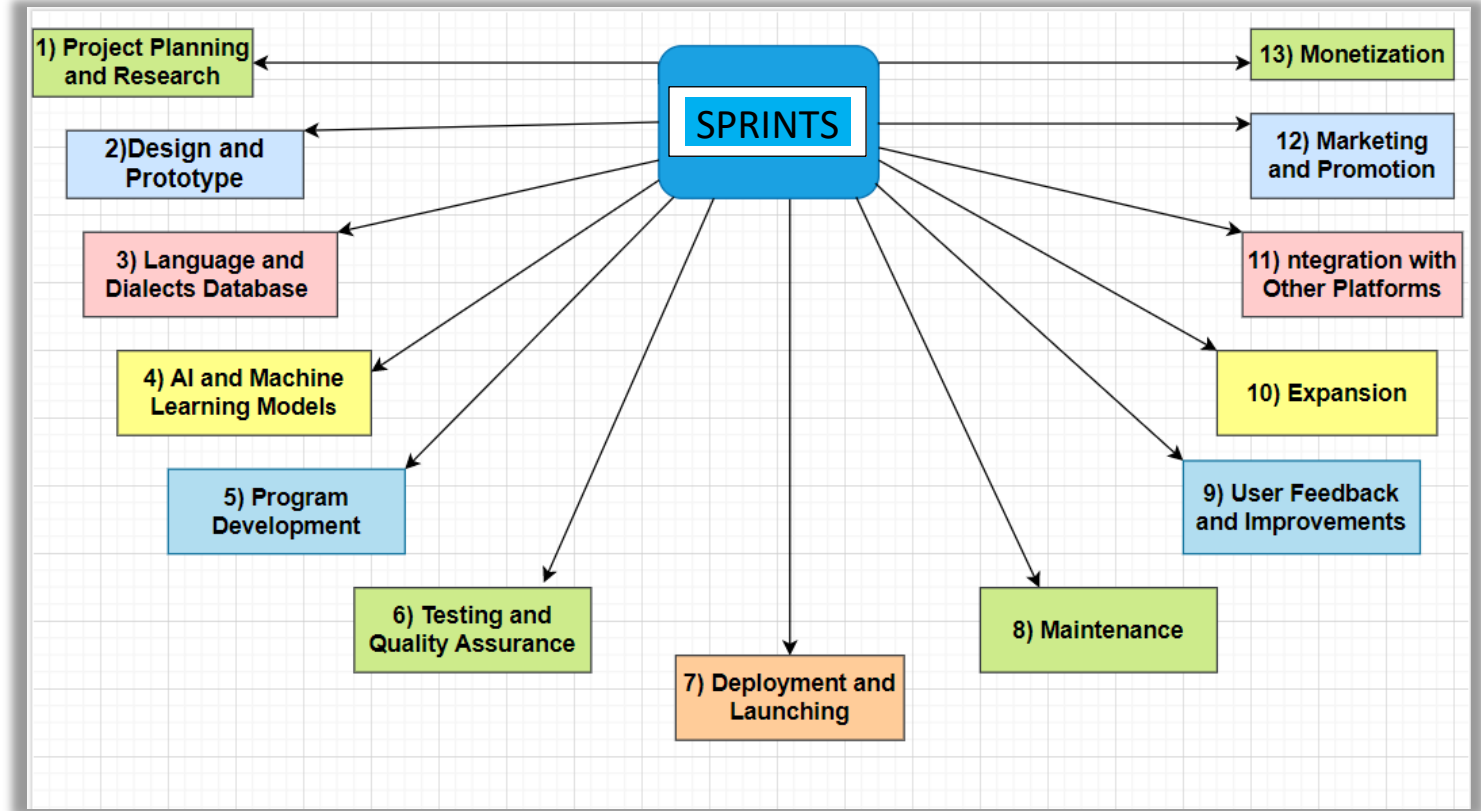 SPRINTS
1) Project Planning
and Research
2)Design and
Prototype
3) Language and
Dialects Database
4) AI and Machine
Learning Models
5) Program
Development
6) Testing and
Quality Assurance
7) Deployment and
Launching
8) Maintenance
9) User Feedback
and Improvements
10) Expansion
11) ntegration with
Other Platforms
12) Marketing
and Promotion
13) Monetization